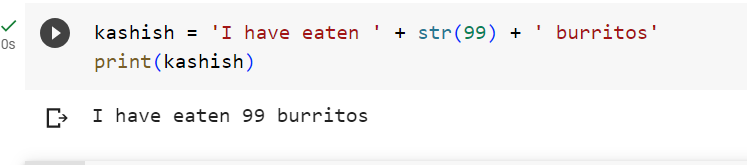 kashish = 'I have eaten ' + str(99) + ' burritos'
0s
print(kashish)
I have eaten 99 burritos